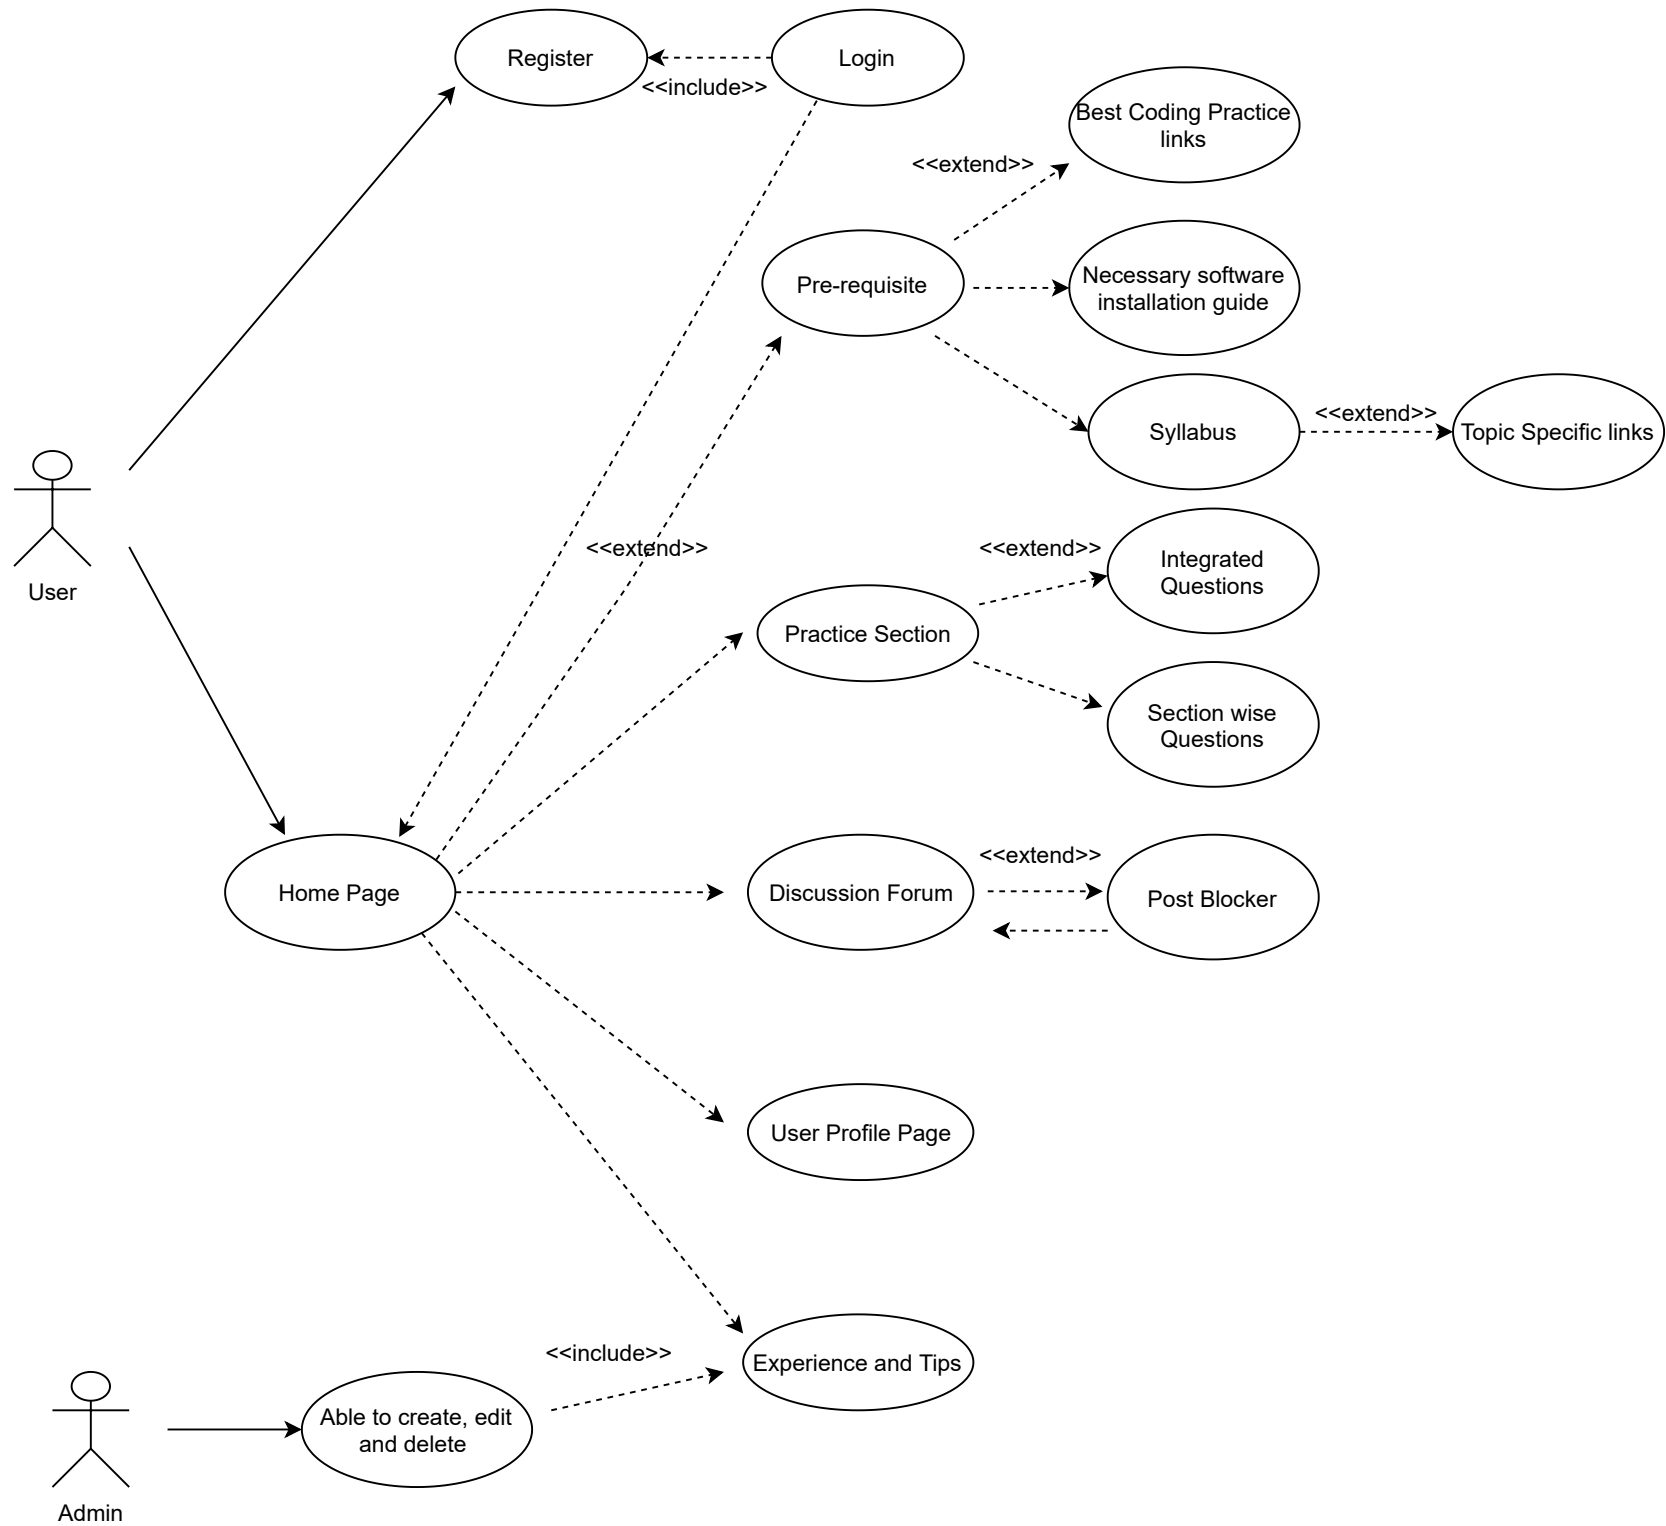 Register
Login
<<include>>
Best Coding Practice
links
<<extend>>
Pre-requisite
Necessary software
installation guide
Syllabus
<<extend>>
Topic Specific links
User
<<extend>>
<<extend>>
Integrated
Questions
Practice Section
Section wise
Questions
Home Page
Discussion Forum
<<extend>>
Post Blocker
User Profile Page
<<include>>
Experience and Tips
Able to create, edit
and delete
Admin